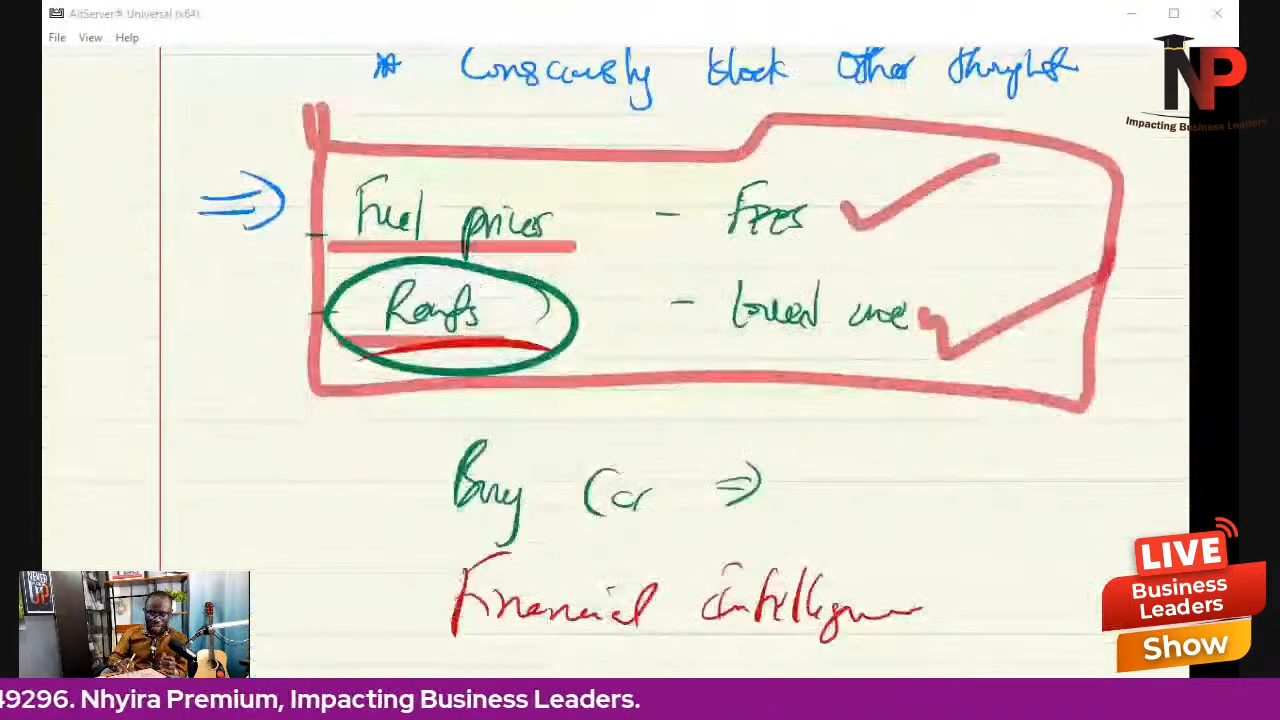 AirServer® Universal (x64)
File View Help
* Consciously block other thoughts
NP
Impacting Business Leaders
⇒ Fuel prices - Fees ✓
- Rents - loved one ✓
Buy Car ⇒
Financial intelligence
LIVE
Business
Leaders
Show
49296. Nhyira Premium, Impacting Business Leaders.